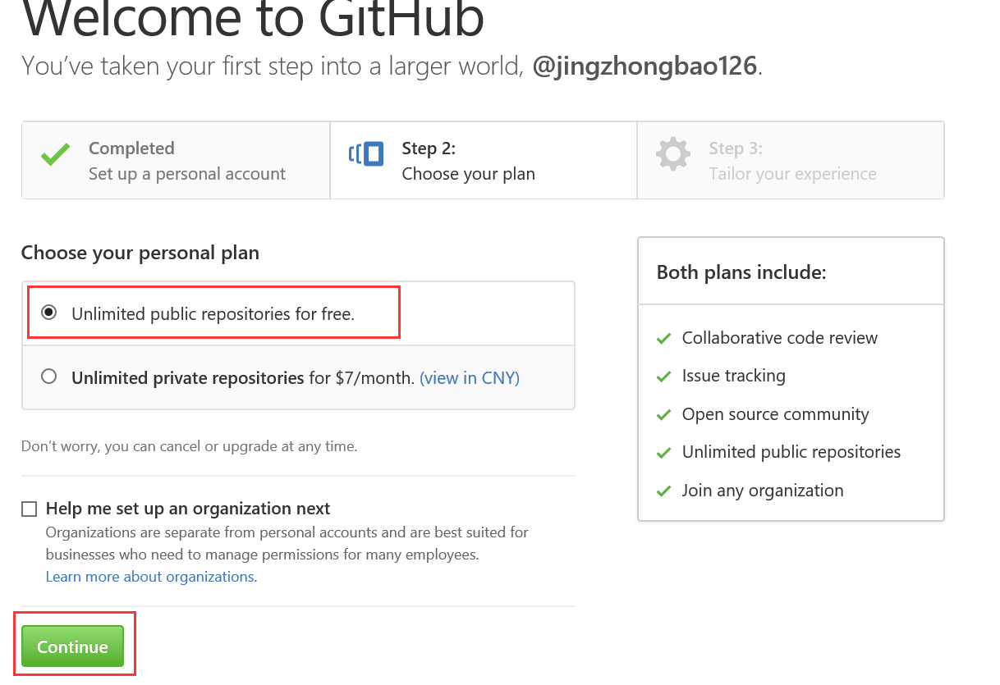 Welcome to GitHub
You’ve taken your first step into a larger world, @jingzhongbao126.
Completed
Set up a personal account
Step 2:
Choose your plan
Step 3:
Tailor your experience
Choose your personal plan
Unlimited public repositories for free.
Unlimited private repositories for $7/month. (view in CNY)
Don’t worry, you can cancel or upgrade at any time.
Help me set up an organization next
Organizations are separate from personal accounts and are best suited for
businesses who need to manage permissions for many employees.
Learn more about organizations.
Continue
Both plans include:
Collaborative code review
Issue tracking
Open source community
Unlimited public repositories
Join any organization